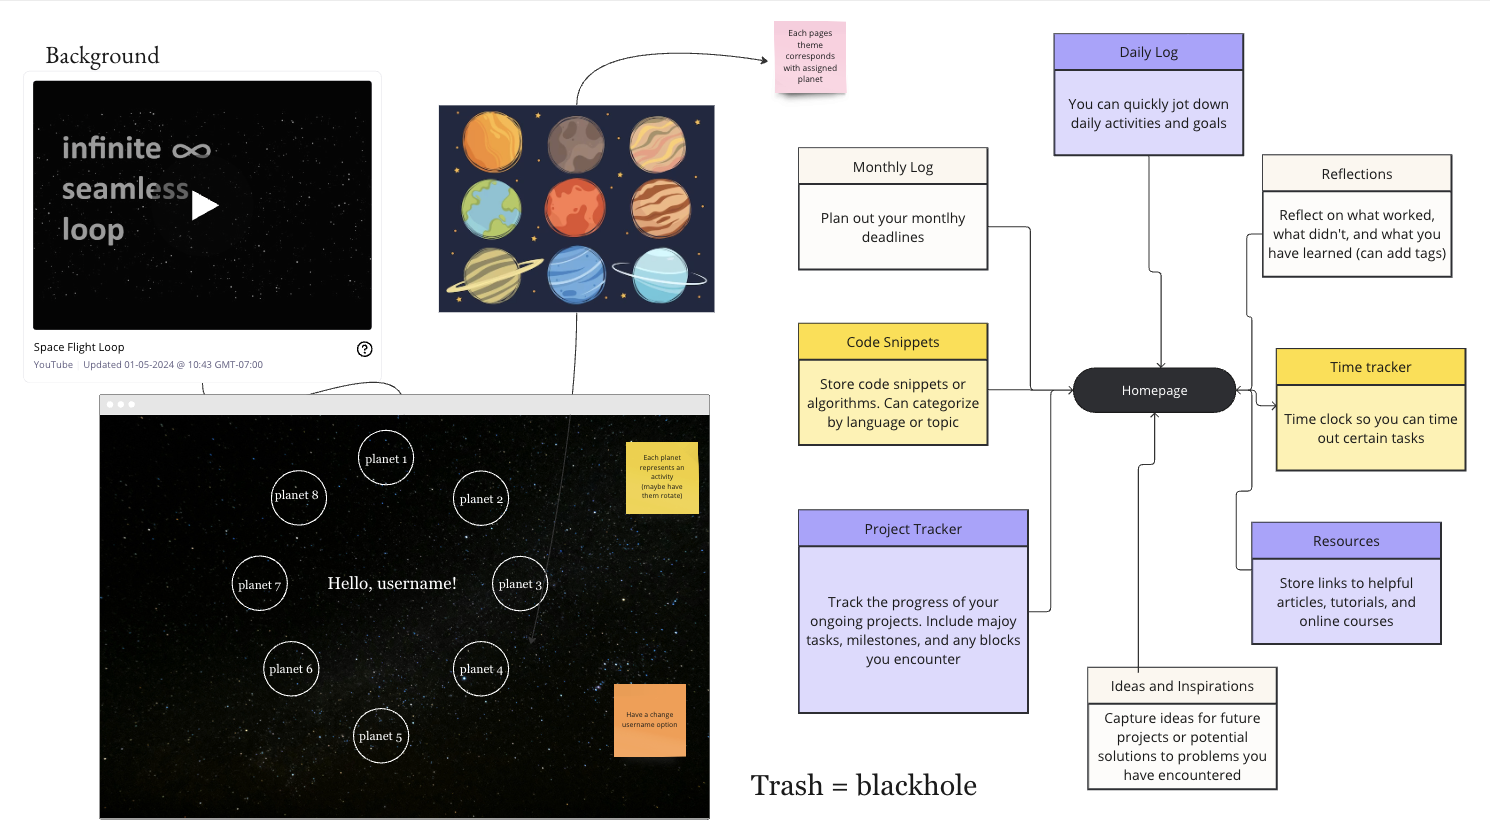 Background
infinite ∞
seamless
loop
Space Flight Loop
YouTube Updated 01-05-2024 @ 10:43 GMT-07:00
Each pages
theme
corresponds
with assigned
planet
planet 1
planet 8
planet 2
planet 7
Hello, username!
planet 3
planet 6
planet 4
planet 5
Each planet
represents an
activity
(maybe have
them rotate)
Have a change
username option
Trash = blackhole
Daily Log
You can quickly jot down
daily activities and goals
Monthly Log
Plan out your montlhy
deadlines
Reflections
Reflect on what worked,
what didn't, and what you
have learned (can add tags)
Code Snippets
Store code snippets or
algorithms. Can categorize
by language or topic
Homepage
Time tracker
Time clock so you can time
out certain tasks
Project Tracker
Track the progress of your
ongoing projects. Include majoy
tasks, milestones, and any blocks
you encounter
Resources
Store links to helpful
articles, tutorials, and
online courses
Ideas and Inspirations
Capture ideas for future
projects or potential
solutions to problems you
have encountered